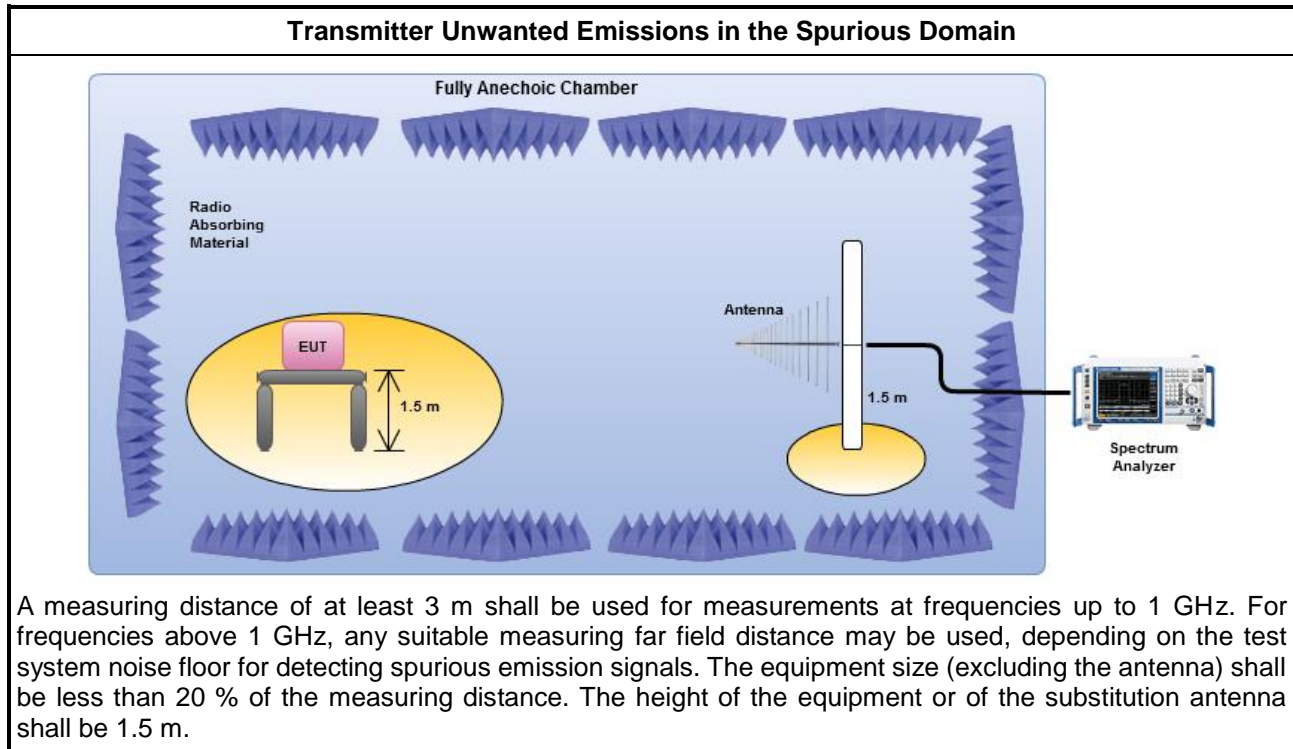 Transmitter Unwanted Emissions in the Spurious Domain
Fully Anechoic Chamber
Radio
Absorbing
Material
Antenna
EUT
1.5 m
1.5 m
Spectrum
Analyzer
A measuring distance of at least 3 m shall be used for measurements at frequencies up to 1 GHz. For
frequencies above 1 GHz, any suitable measuring far field distance may be used, depending on the test
system noise floor for detecting spurious emission signals. The equipment size (excluding the antenna) shall
be less than 20 % of the measuring distance. The height of the equipment or of the substitution antenna
shall be 1.5 m.